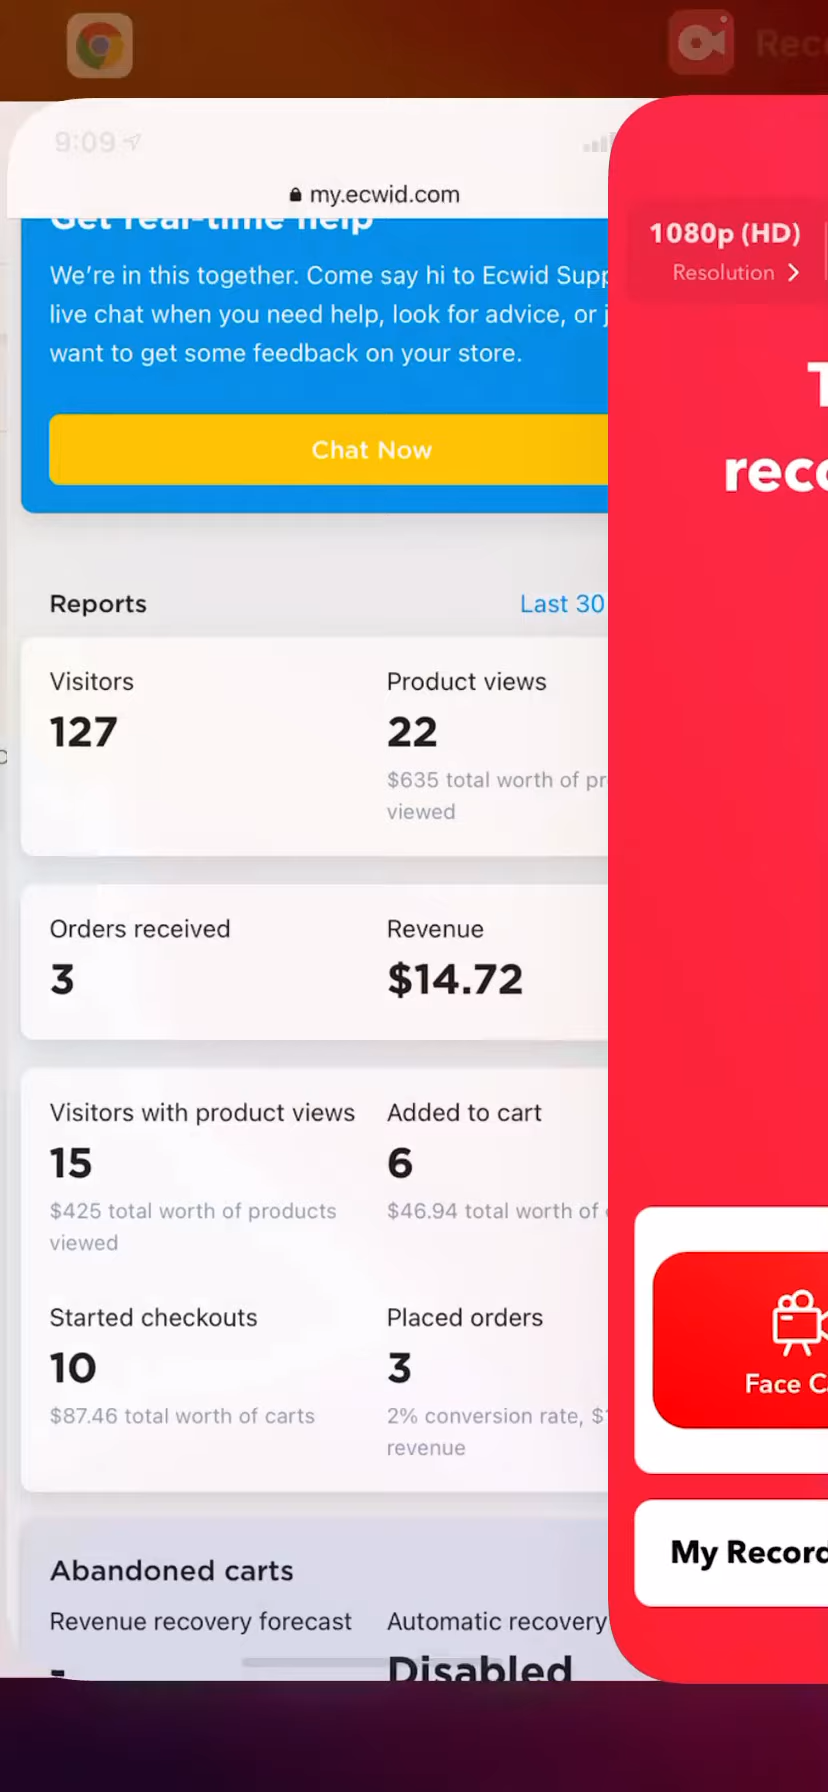 9:09
my.ecwid.com
Get real-time help
We're in this together. Come say hi to Ecwid
live chat when you need help, look for advice, or
want to get some feedback on your store.
Chat Now
Reports
Last 30
Visitors
Product views
127
22
$635 total worth of
viewed
Orders received
Revenue
3
$14.72
Visitors with product views
Added to cart
15
6
$425 total worth of products
viewed
$46.94 total worth of
Started checkouts
Placed orders
10
3
$87.46 total worth of carts
2% conversion rate,
revenue
Abandoned carts
Revenue recovery forecast
Automatic recovery
-
Disabled
1080p (HD)
Resolution
Face
My